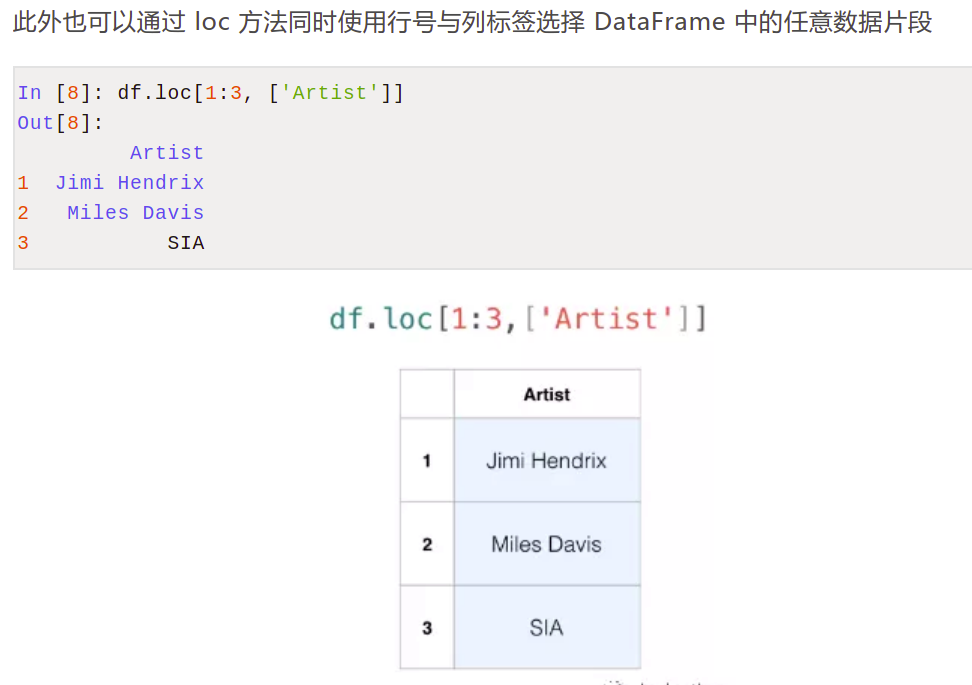 此外也可以通过 loc 方法同时使用行号与列标签选择 DataFrame 中的任意数据片段
In [8]: df.loc[1:3, ['Artist']]
Out[8]:
Artist
1 Jimi Hendrix
2 Miles Davis
3 SIA
df.loc[1:3,['Artist']]
Artist
1 Jimi Hendrix
2 Miles Davis
3 SIA